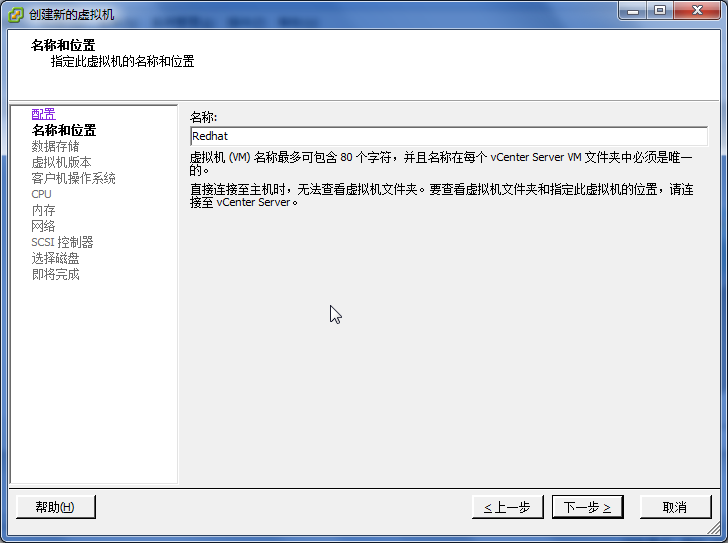 创建新的虚拟机
名称和位置
指定此虚拟机的名称和位置
配置
名称和位置
数据存储
虚拟机版本
客户机操作系统
CPU
内存
网络
SCSI 控制器
选择磁盘
即将完成
名称:
Redhat
虚拟机 (VM) 名称最多可包含 80 个字符，并且名称在每个 vCenter Server VM 文件夹中必须是唯一
的。
直接连接至主机时，无法查看虚拟机文件夹。要查看虚拟机文件夹和指定此虚拟机的位置，请连
接至 vCenter Server。
帮助(H)
< 上一步
下一步 >
取消